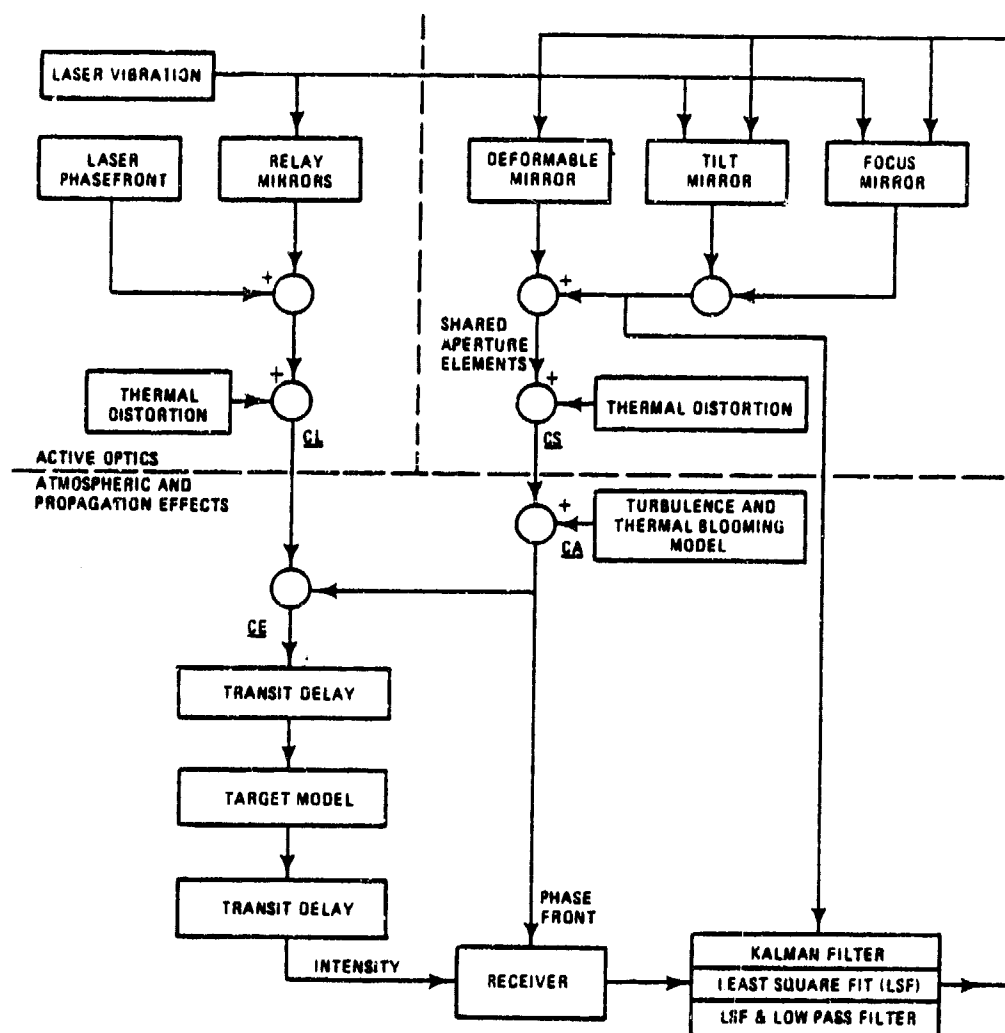 LASER VIBRATION
LASER
PHASEFRONT
RELAY
MIRRORS
DEFORMABLE
MIRROR
TILT
MIRROR
FOCUS
MIRROR
+
+
SHARED
APERTURE
ELEMENTS
+
+
THERMAL
DISTORTION
THERMAL DISTORTION
CL
CS
ACTIVE OPTICS
ATMOSPHERIC AND
PROPAGATION EFFECTS
+
TURBULENCE AND
THERMAL BLOOMING
MODEL
CA
CE
TRANSIT DELAY
TARGET MODEL
TRANSIT DELAY
PHASE
FRONT
INTENSITY
RECEIVER
KALMAN FILTER
LEAST SQUARE FIT (LSF)
LSF & LOW PASS FILTER